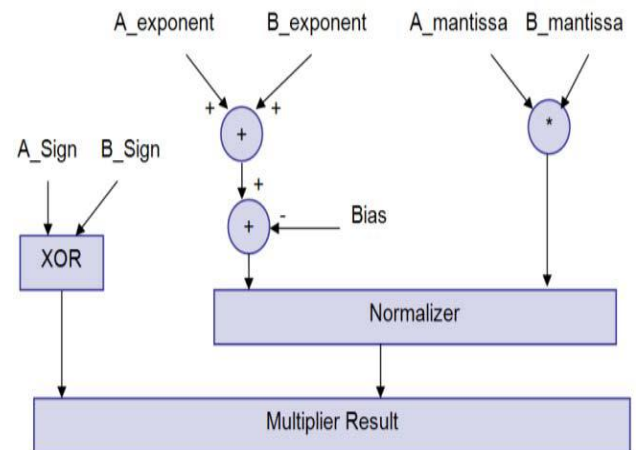 A_exponent B_exponent A_mantissa B_mantissa
+ +
+ *
A_Sign B_Sign
+
+ - Bias
XOR
Normalizer
Multiplier Result